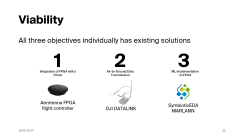 Viability
All three objectives individually has existing solutions
1 2 3
Integration of FPGA with a Drone
Air-to-Ground Data Transmission
ML Implementation on FPGA
Aerotenna FPGA
flight controller
DJI DATALINK
SymbioticEDA
MARLANN